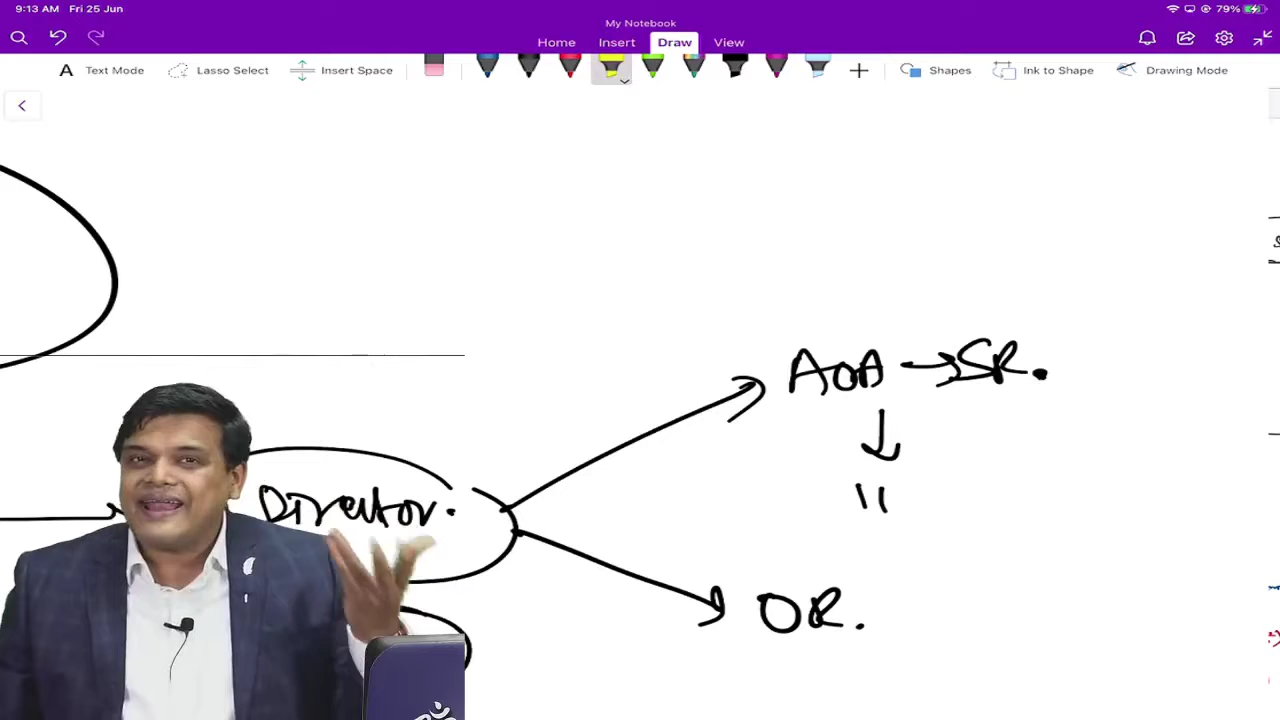 9:13 AM Fri 25 Jun
79%
My Notebook
Home Insert Draw View
Text Mode Lasso Select Insert Space Shapes Ink to Shape Drawing Mode
AOA → SR.
↓
"
Director.
OR.